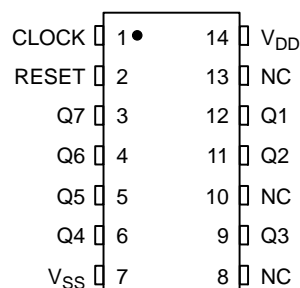 CLOCK 1 14 VDD
RESET 2 13 NC
Q7 3 12 Q1
Q6 4 11 Q2
Q5 5 10 NC
Q4 6 9 Q3
VSS 7 8 NC